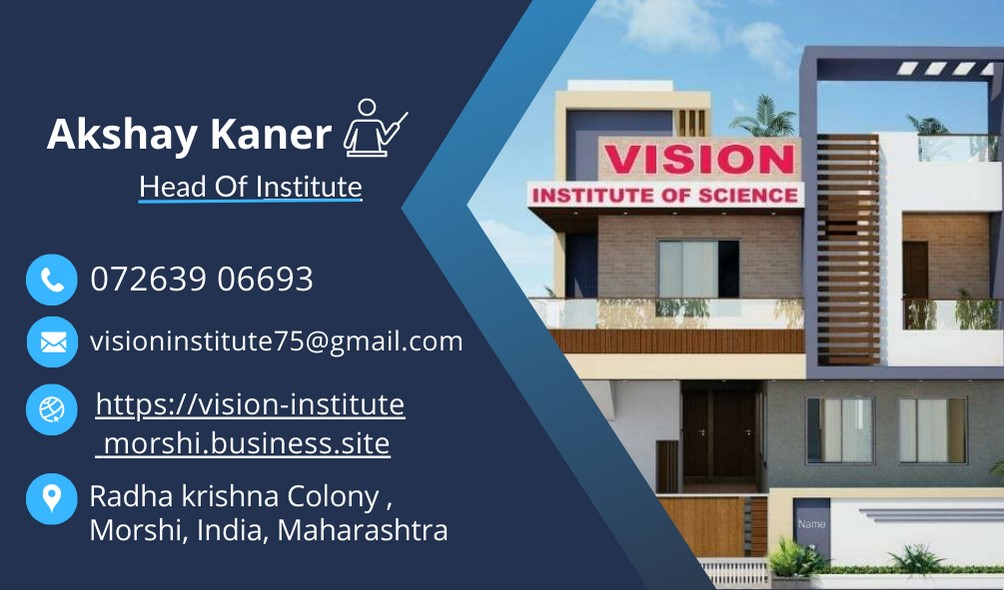 Akshay Kaner
Head Of Institute
072639 06693
visioninstitute75@gmail.com
https://vision-institute
morshi.business.site
Radha krishna Colony ,
Morshi, India, Maharashtra
VISION
INSTITUTE OF SCIENCE
Name